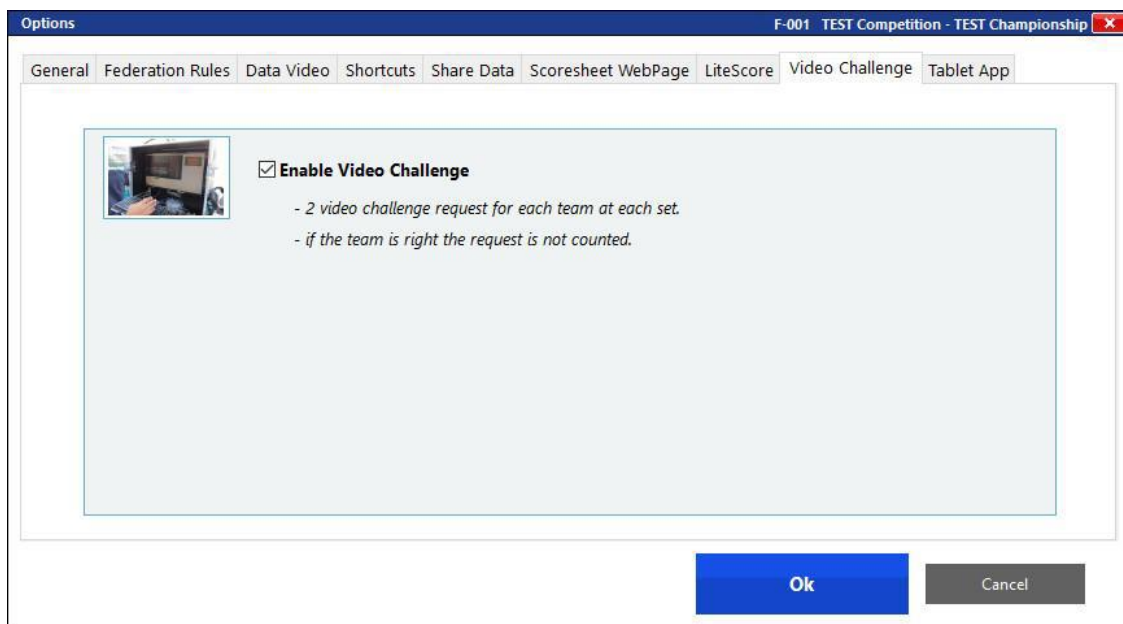 Options F-001 TEST Competition - TEST Championship
General Federation Rules Data Video Shortcuts Share Data Scoresheet WebPage LiteScore Video Challenge Tablet App
Enable Video Challenge
- 2 video challenge request for each team at each set.
- if the team is right the request is not counted.
Ok Cancel